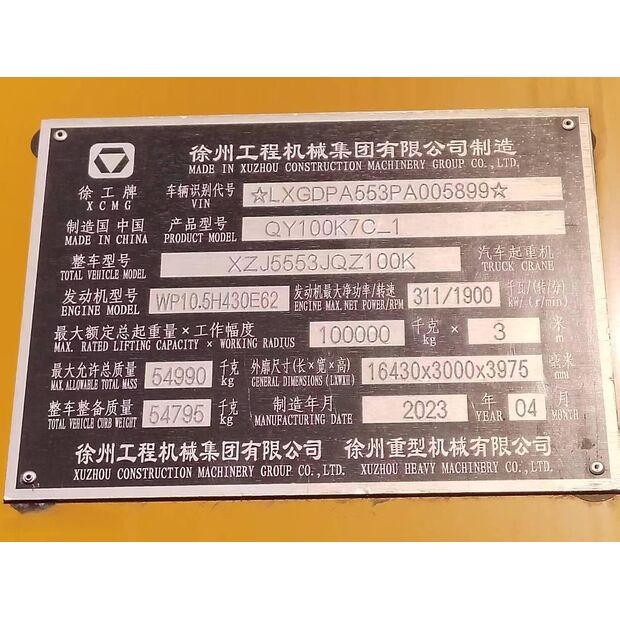 徐州工程机械集团有限公司制造
MADE IN XUZHOU CONSTRUCTION MACHINERY GROUP CO.,LTD.
徐工牌 车辆识别代号 ☆LXGDPA553PA005899☆
XCMG VIN
制造国 中国 产品型号 QY100K7C_1
MADE IN CHINA PRODUCT MODEL
整车型号 XZJ5553JQZ100K 汽车起重机
TOTAL VEHICLE MODEL TRUCK CRANE
发动机型号 WP10.5H430E62 发动机最大净功率/转速 311/1900 千瓦/(转/分)
ENGINE MODEL ENGINE MAX. NET POWER/RPM kW/(r/min)
最大额定总起重量×工作幅度 100000 千克 × 3 米
MAX. RATED LIFTING CAPACITY × WORKING RADIUS kg m
最大允许总质量 54990 千克 外廓尺寸(长×宽×高) 16430x3000x3975 毫米
MAX. ALLOWABLE TOTAL MASS kg GENERAL DIMENSIONS (LXWXH) mm
整车整备质量 54795 千克 制造年月 2023 年 04 月
TOTAL VEHICLE CURB WEIGHT kg MANUFACTURING DATE YEAR MONTH
徐州工程机械集团有限公司 徐州重型机械有限公司
XUZHOU CONSTRUCTION MACHINERY GROUP CO.,LTD. XUZHOU HEAVY MACHINERY CO.,LTD.